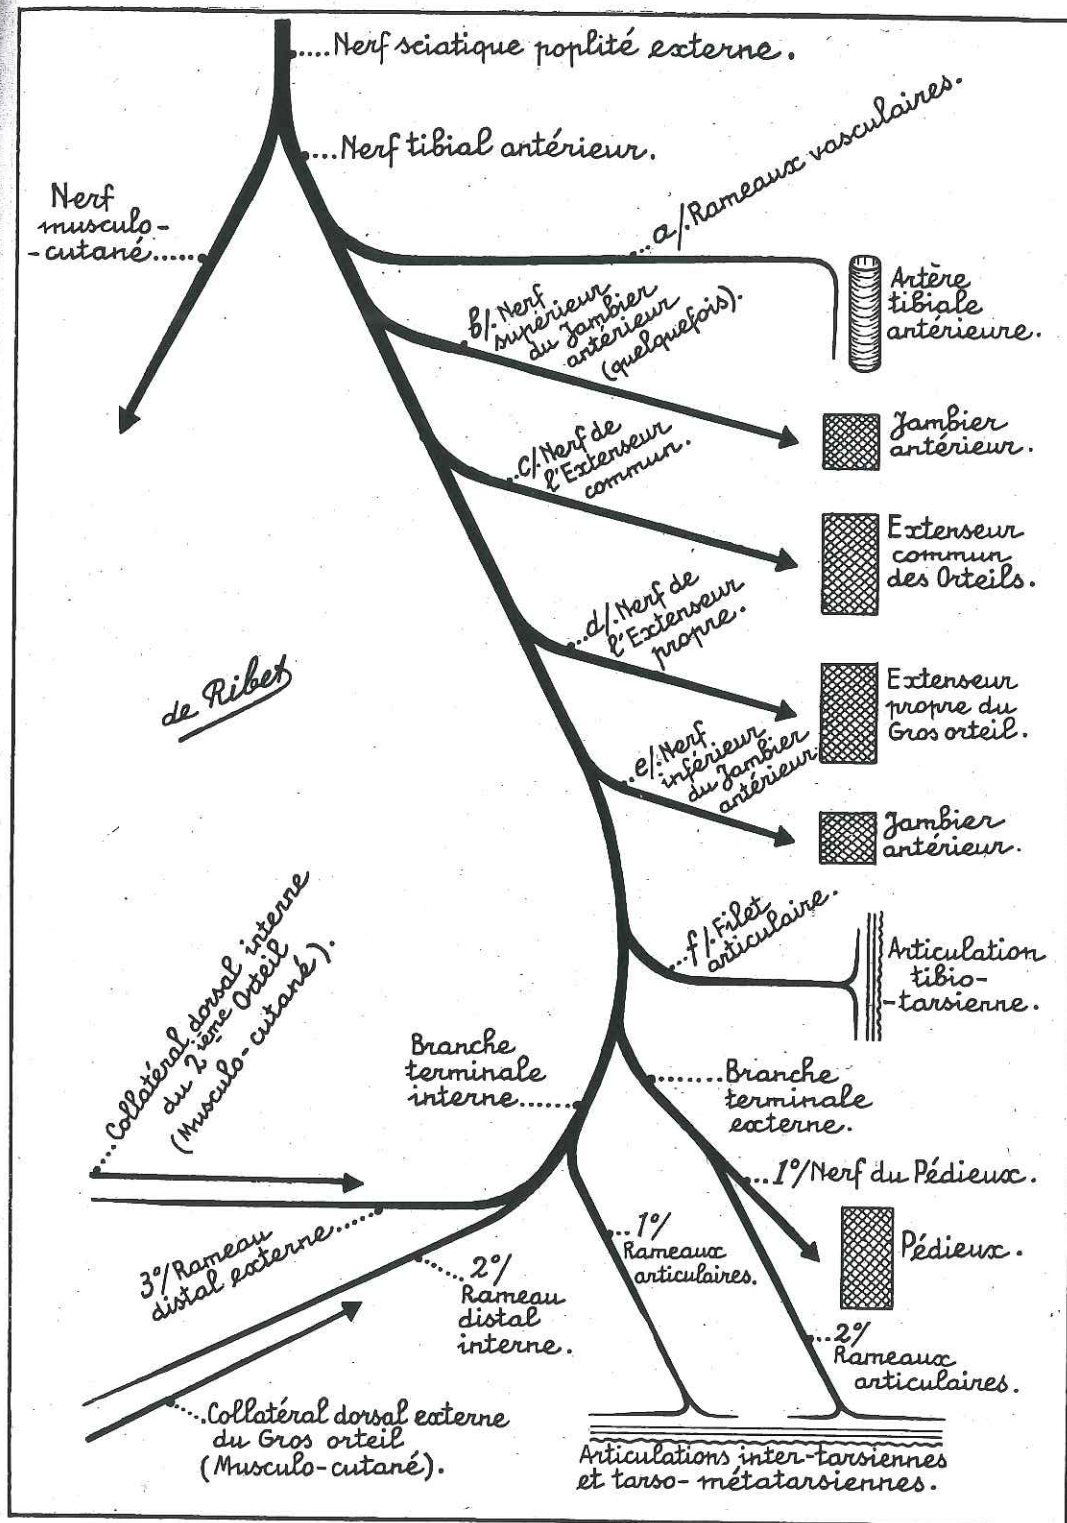 Nerf sciatique poplité externe.
Nerf tibial antérieur.
Nerf
musculo-
-cutané
a/. Rameaux vasculaires.
Artère
tibiale
antérieure.
b/. Nerf
supérieur
du Jambier
antérieur
(quelquefois).
Jambier
antérieur.
c/. Nerf de
l'Extenseur
commun.
Extenseur
commun
des Orteils.
d/. Nerf de
l'Extenseur
propre.
Extenseur
propre du
Gros orteil.
de Ribet
e/. Nerf
inférieur
du Jambier
antérieur
Jambier
antérieur.
f/. Filet
articulaire.
Articulation
tibio-
-tarsienne.
Collatéral dorsal interne
du 2ième Orteil
(Musculo-cutané).
Branche
terminale
interne
Branche
terminale
externe.
1°/Nerf du Pédieux.
Pédieux.
3°/Rameau
distal externe
1°/
Rameaux
articulaires.
2°/
Rameau
distal
interne.
2°/
Rameaux
articulaires.
Collatéral dorsal externe
du Gros orteil
(Musculo-cutané).
Articulations inter-tarsiennes
et tarso-métatarsiennes.